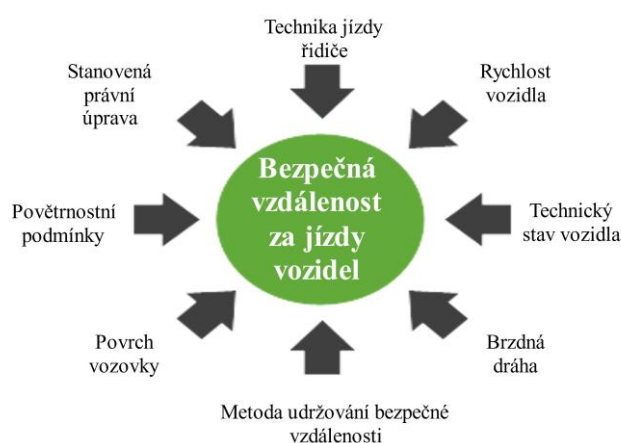 Technika jízdy
řidiče
Stanovená
právní
úprava
Rychlost
vozidla
Bezpečná
vzdálenost
za jízdy
vozidel
Povětrnostní
podmínky
Technický
stav vozidla
Povrch
vozovky
Brzdná
dráha
Metoda udržování bezpečné
vzdálenosti